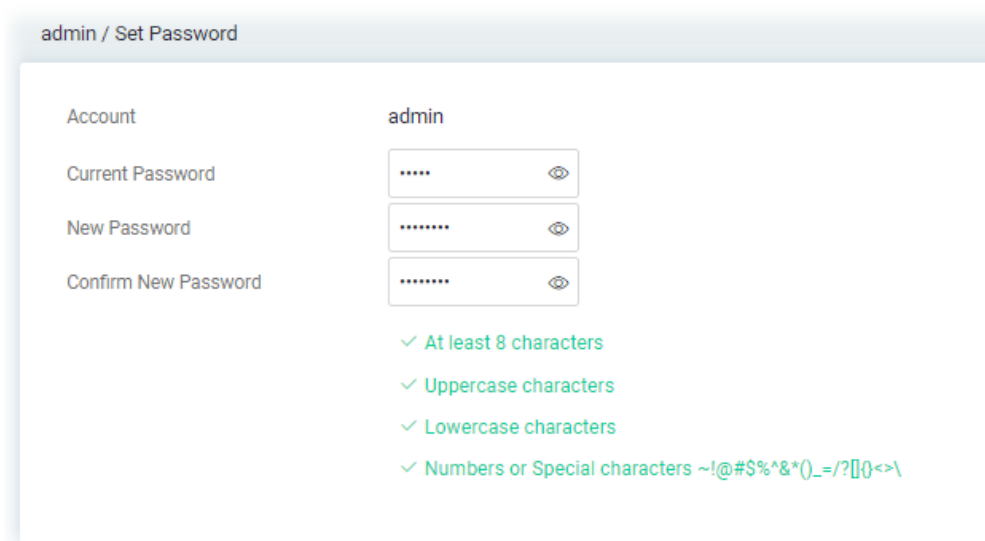 admin / Set Password
Account admin
Current Password •••••
New Password ••••••••
Confirm New Password ••••••••
At least 8 characters
Uppercase characters
Lowercase characters
Numbers or Special characters ~!@#$%^&*()_=/?[]{}<>\